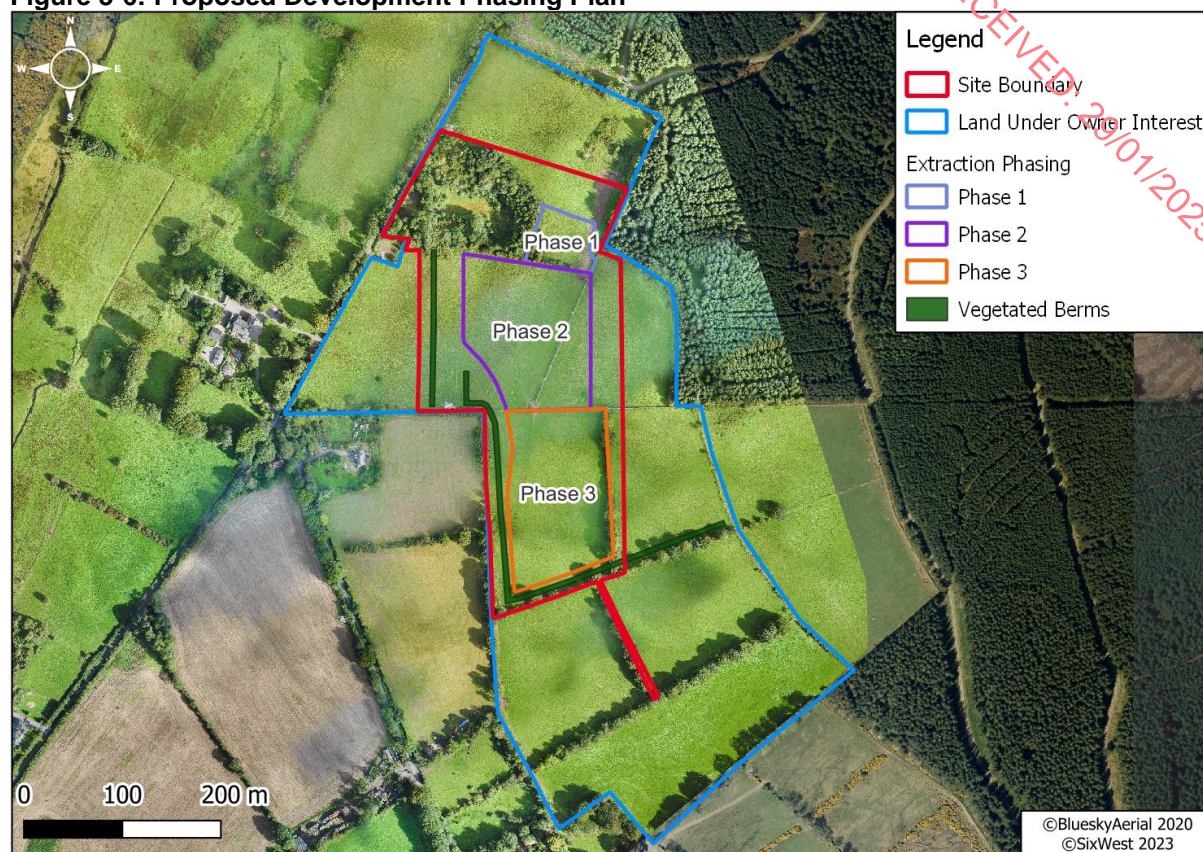 Figure 3-6: Proposed Development Phasing Plan
N
W
E
S
Legend
Site Boundary
Land Under Owner Interest
Extraction Phasing
Phase 1
Phase 2
Phase 3
Vegetated Berms
Phase 1
Phase 2
Phase 3
0 100 200 m
©BlueskyAerial 2020
©SixWest 2023